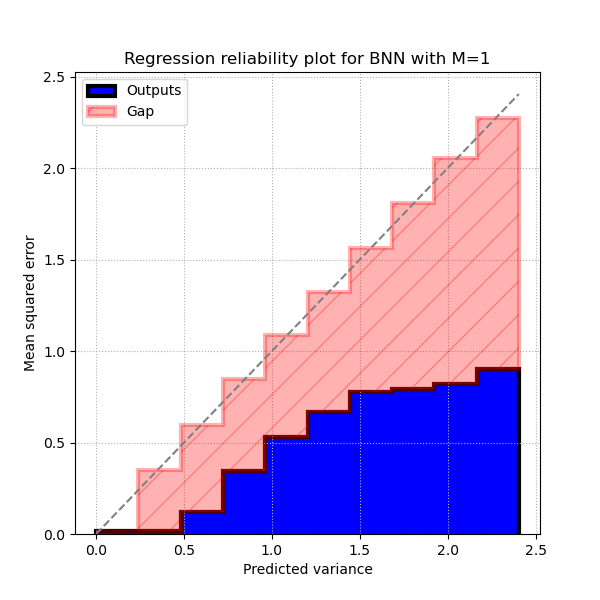 Regression reliability plot for BNN with M=1
Outputs
Gap
Mean squared error
2.5
2.0
1.5
1.0
0.5
0.0
0.0 0.5 1.0 1.5 2.0 2.5
Predicted variance